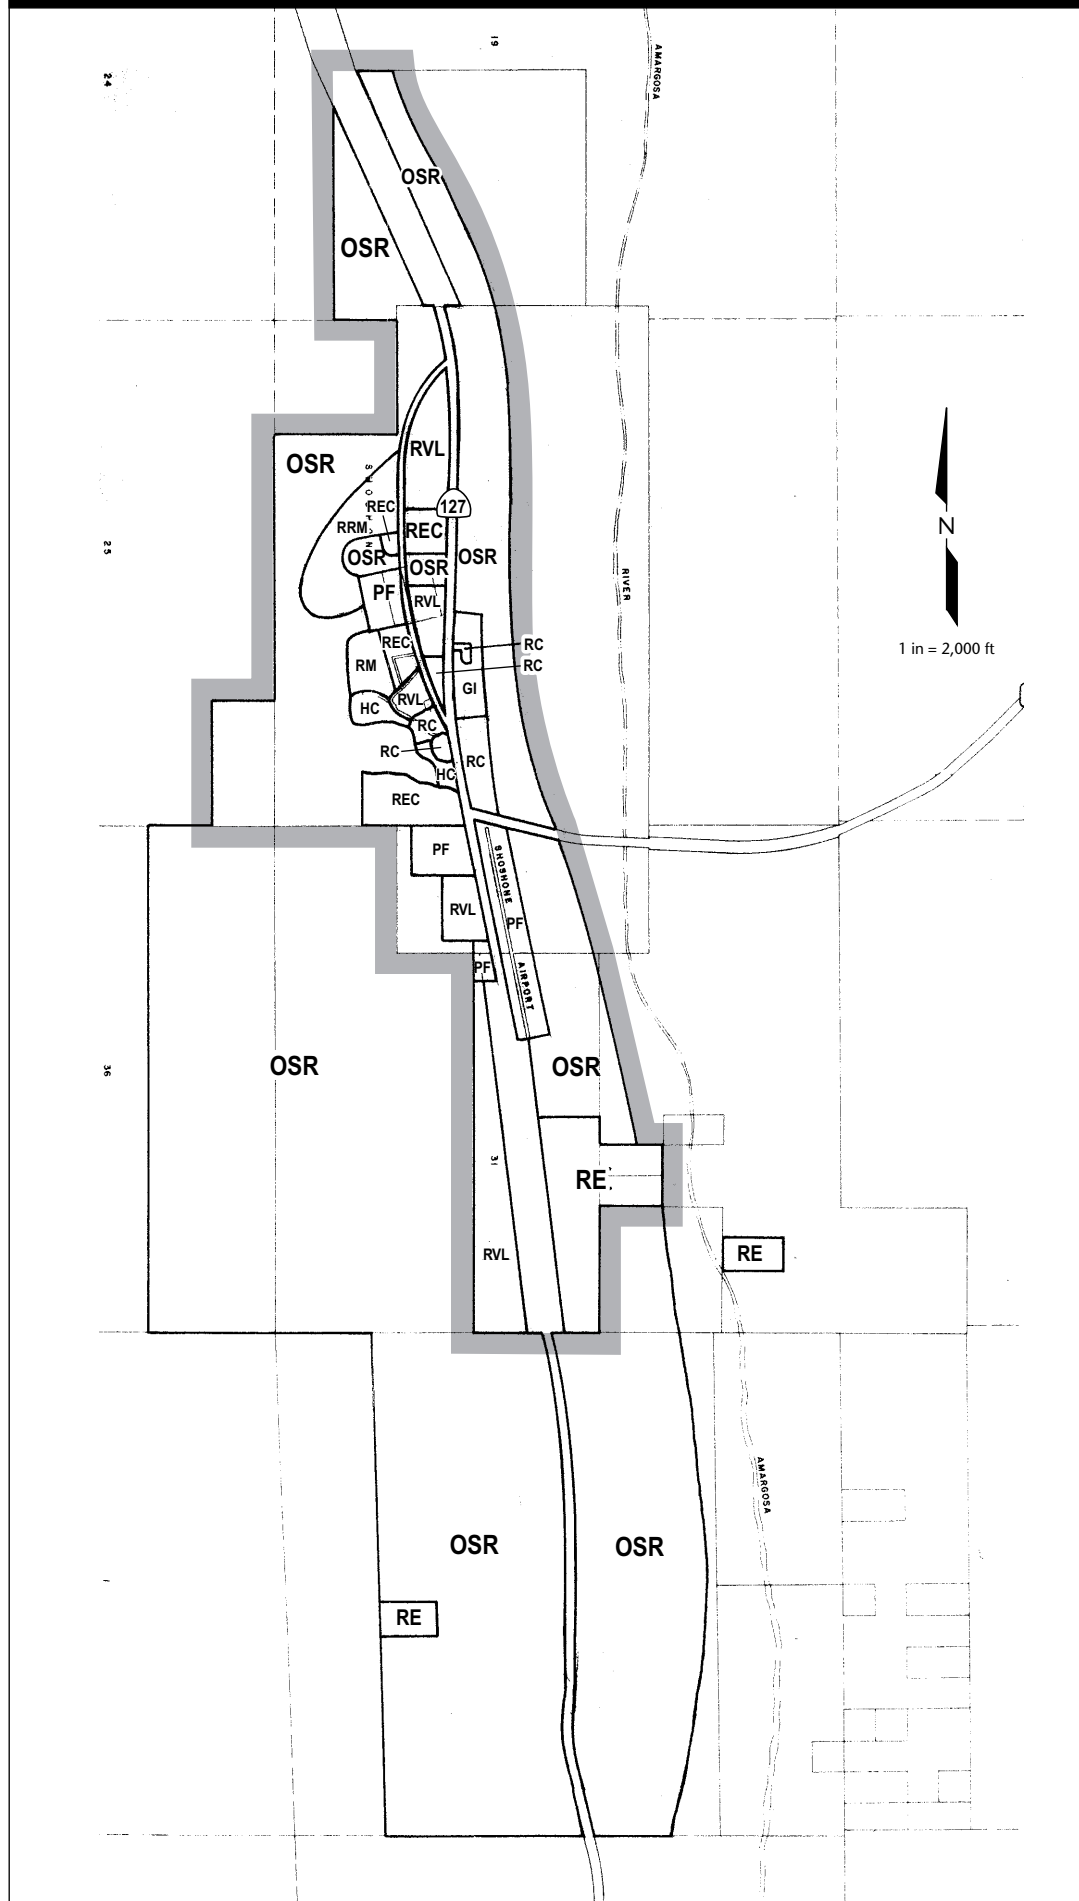 19
24
AMARGOSA
OSR
OSR
RVL
OSR
SHOSHONE
127
REC
RRM
REC
OSR
OSR
OSR
25
PF
RIVER
RVL
REC
RC
RC
RM
GI
1 in = 2,000 ft
N
RVL
HC
RC
RC
RC
HC
REC
PF
SHOSHONE
RVL
PF
PF
AIRPORT
OSR
OSR
36
31
RE
RVL
RE
AMARGOSA
OSR
OSR
1
RE